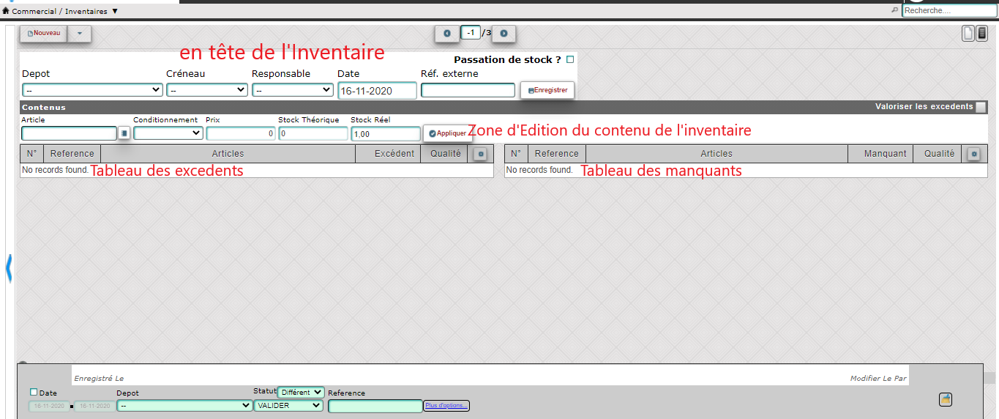 Commercial / Inventaires ▼
Recherche....
Nouveau
-1 /3
en tête de l'Inventaire
Passation de stock ?
Depot Créneau Responsable Date Réf. externe
-- -- -- 16-11-2020 Enregistrer
Contenus Valoriser les excedents
Article Conditionnement Prix Stock Théorique Stock Réel
0 0 1,00 Appliquer Zone d'Edition du contenu de l'inventaire
N° Reference Articles Excédent Qualité N° Reference Articles Manquant Qualité
No records found. Tableau des excedents No records found. Tableau des manquants
Enregistré Le Modifier Le Par
Date Depot Statut Différent Reference
16-11-2020 16-11-2020 -- VALIDER Plus d'options...